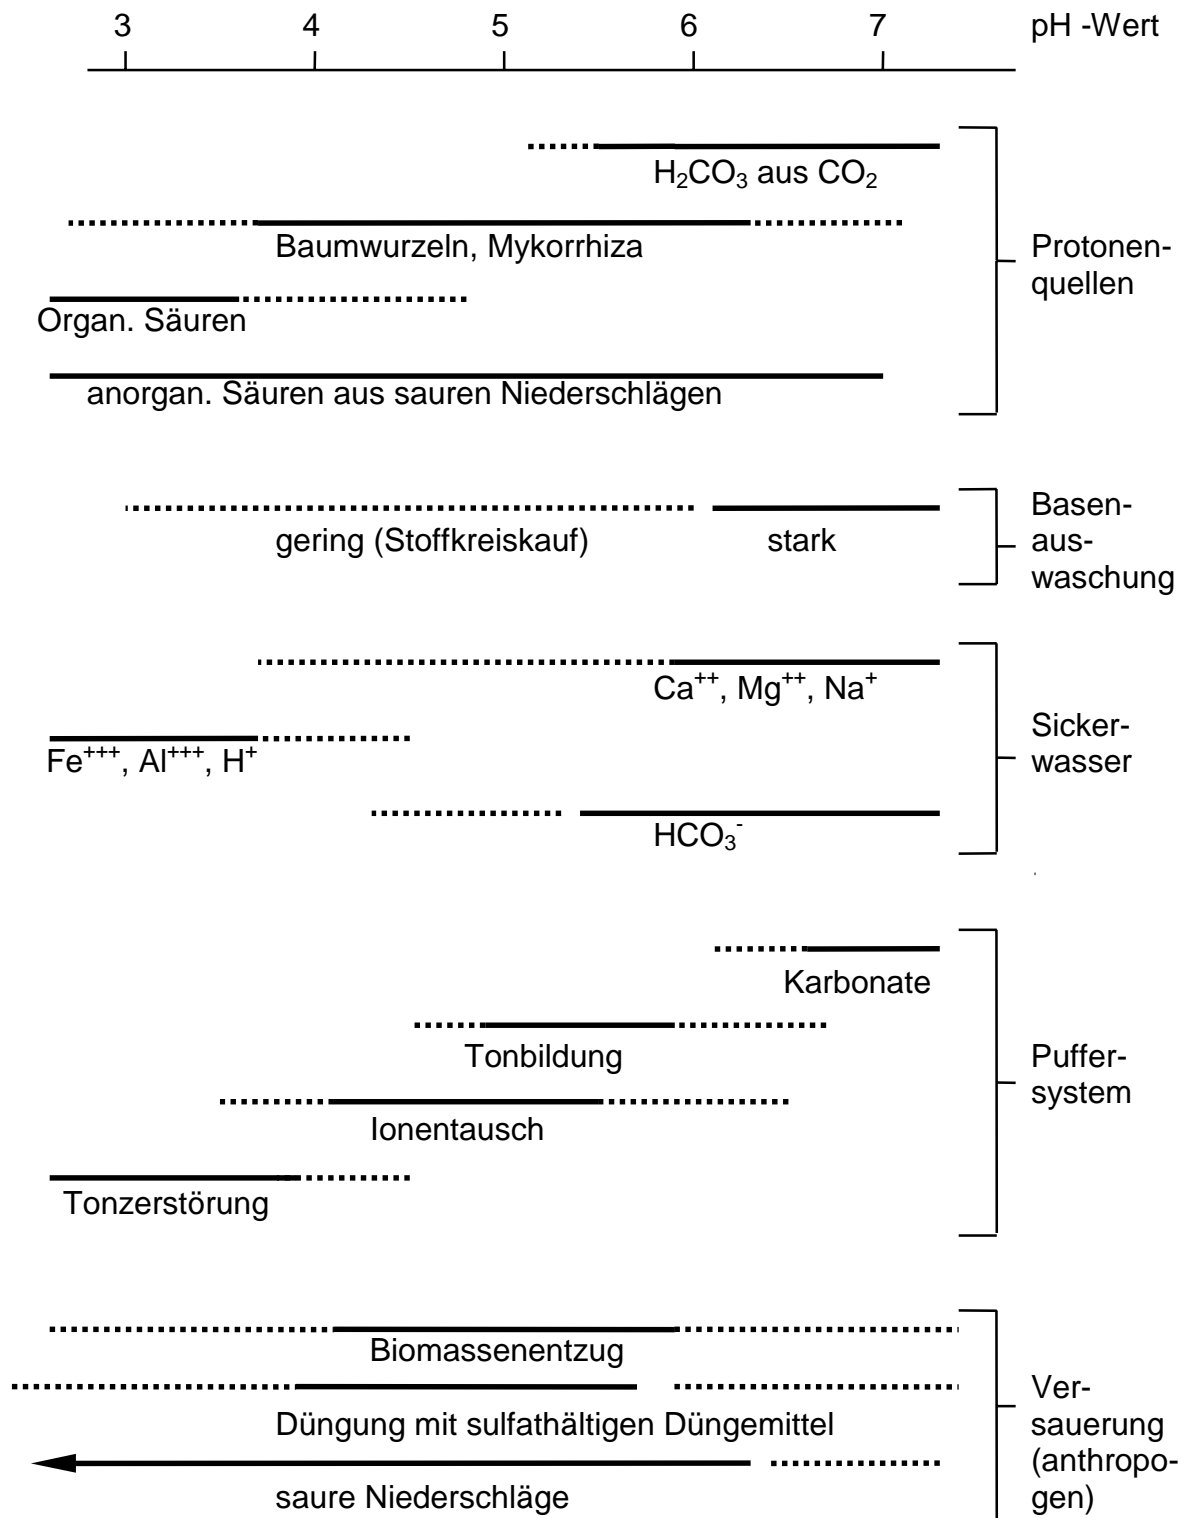 3 4 5 6 7 pH -Wert
H₂CO₃ aus CO₂
Baumwurzeln, Mykorrhiza
Organ. Säuren
anorgan. Säuren aus sauren Niederschlägen
Protonen-
quellen
gering (Stoffkreiskauf) stark
Basen-
aus-
waschung
Ca⁺⁺, Mg⁺⁺, Na⁺
Fe⁺⁺⁺, Al⁺⁺⁺, H⁺
HCO₃⁻
Sicker-
wasser
Karbonate
Tonbildung
Ionentausch
Tonzerstörung
Puffer-
system
Biomassenentzug
Düngung mit sulfathältigen Düngemittel
saure Niederschläge
Ver-
sauerung
(anthropo-
gen)